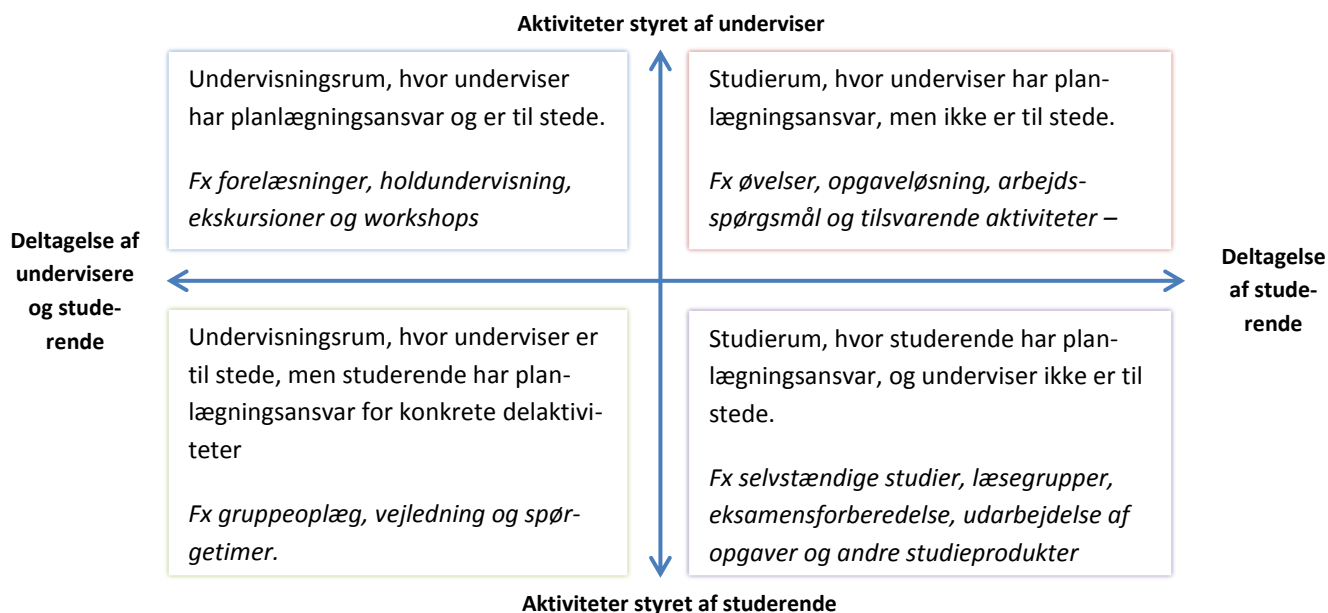 Aktiviteter styret af underviser
Undervisningsrum, hvor underviser
har planlægningsansvar og er til stede.
Fx forelæsninger, holdundervisning,
ekskursioner og workshops
Studierum, hvor underviser har plan-
lægningsansvar, men ikke er til stede.
Fx øvelser, opgaveløsning, arbejds-
spørgsmål og tilsvarende aktiviteter –
Deltagelse af
undervisere
og stude-
rende
Deltagelse
af stude-
rende
Undervisningsrum, hvor underviser er
til stede, men studerende har plan-
lægningsansvar for konkrete delaktivi-
teter
Fx gruppeoplæg, vejledning og spør-
getimer.
Studierum, hvor studerende har plan-
lægningsansvar, og underviser ikke er til
stede.
Fx selvstændige studier, læsegrupper,
eksamensforberedelse, udarbejdelse af
opgaver og andre studieprodukter
Aktiviteter styret af studerende